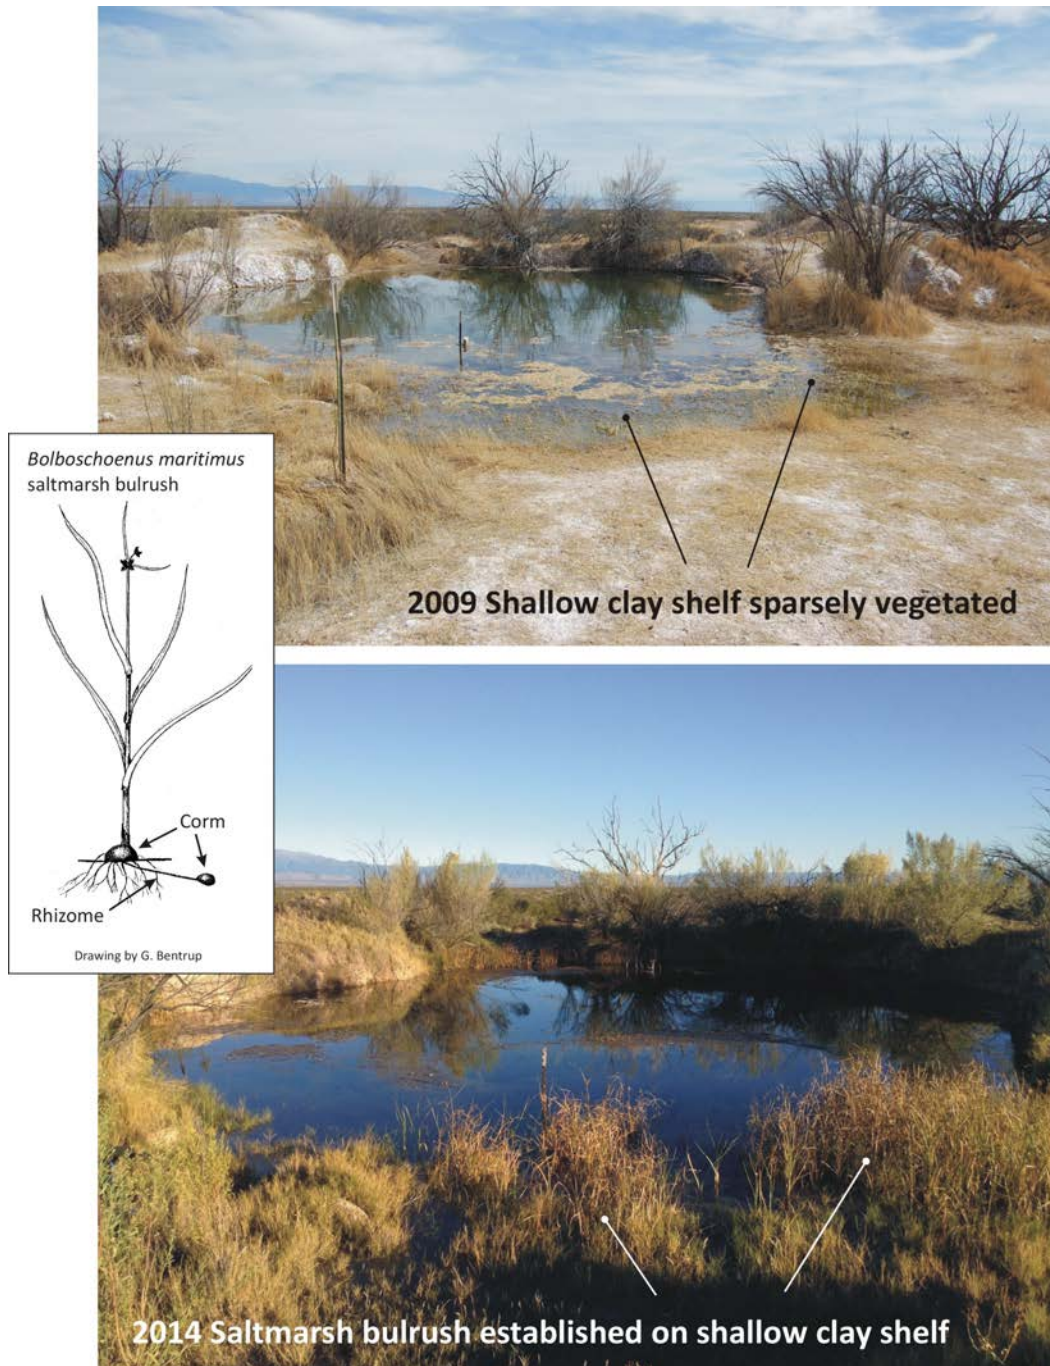 2009 Shallow clay shelf sparsely vegetated
Bolboschoenus maritimus
saltmarsh bulrush
Corm
Rhizome
Drawing by G. Bentrup
2014 Saltmarsh bulrush established on shallow clay shelf